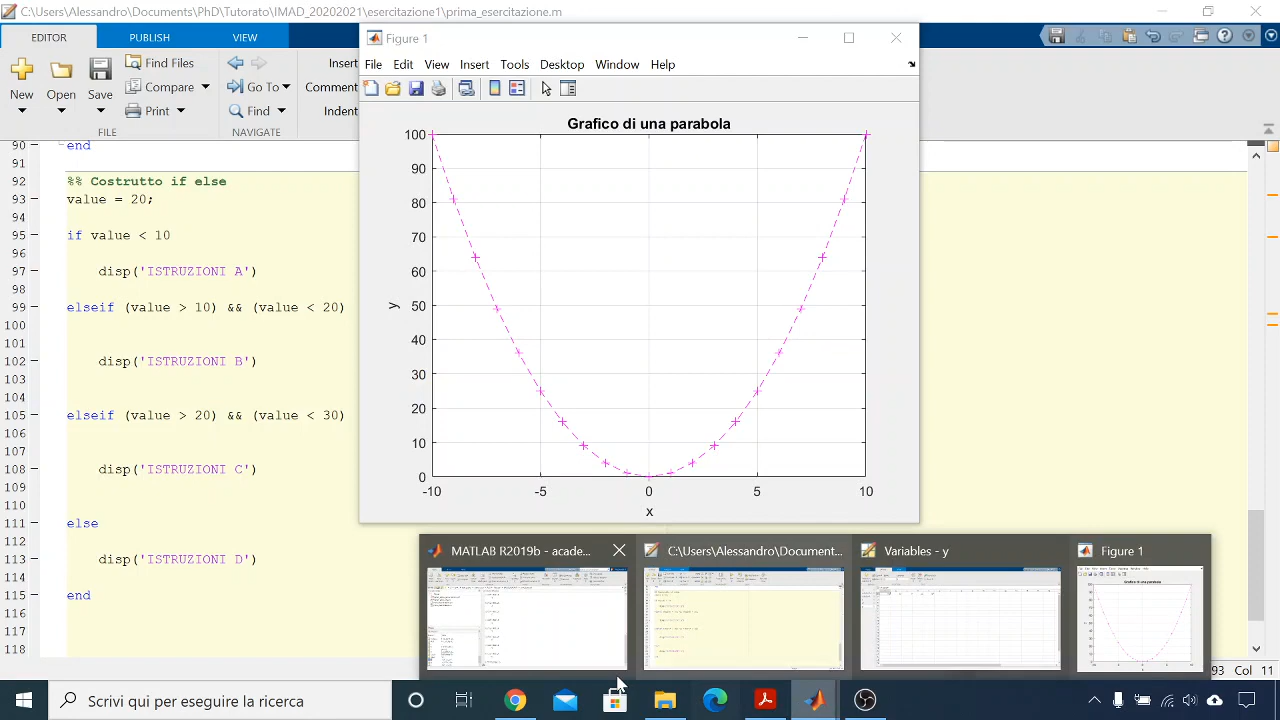 C:\Users\Alessandro\Documents\PhD\Tutorato\IMAD_20202021\esercitazione1\prima_esercitazione.m
EDITOR PUBLISH VIEW
New Open Save
Find Files
Compare
Print
FILE
Go To
Find
NAVIGATE
Insert
Comment
Indent
Figure 1
File Edit View Insert Tools Desktop Window Help
Grafico di una parabola
100
90
80
70
60
50
40
30
20
10
0
y
-10 -5 0 5 10
x
90 end
91
92 %% Costrutto if else
93 value = 20;
94
95 if value < 10
96
97 disp('ISTRUZIONI A')
98
99 elseif (value > 10) && (value < 20)
100
101
102 disp('ISTRUZIONI B')
103
104
105 elseif (value > 20) && (value < 30)
106
107
108 disp('ISTRUZIONI C')
109
110
111 else
112
113 disp('ISTRUZIONI D')
114
115 end
116
117
118
93 Col 11
MATLAB R2019b - acade...
C:\Users\Alessandro\Document...
Variables - y
Figure 1
Scrivi qui per eseguire la ricerca